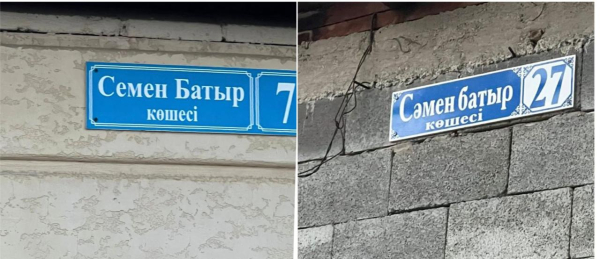 Семен Батыр
көшесі
7
Сәмен батыр
көшесі
27